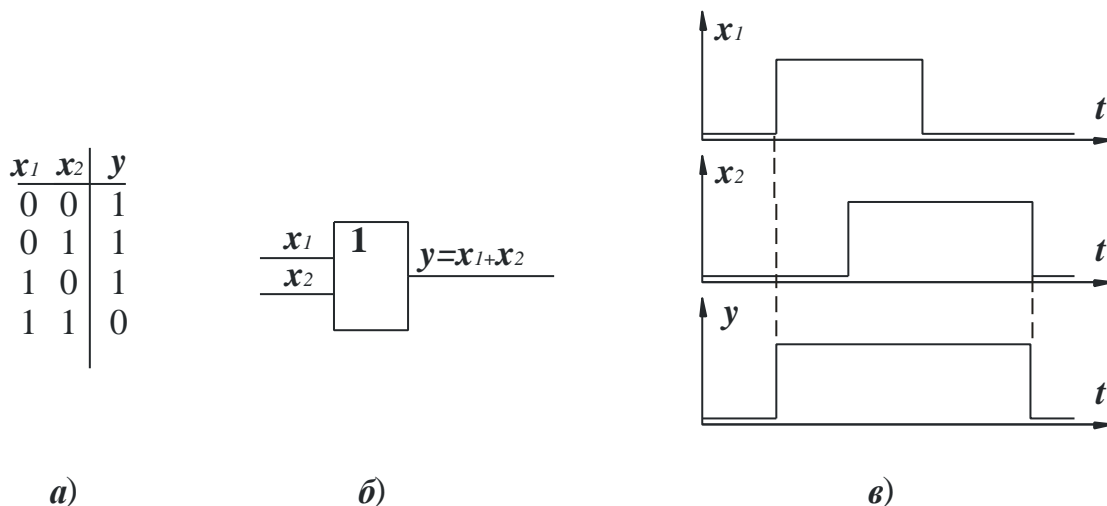 x1 x2 y
0 0 1
0 1 1
1 0 1
1 1 0
а)
x1
x2
1
y=x1+x2
б)
x1
t
x2
t
y
t
в)